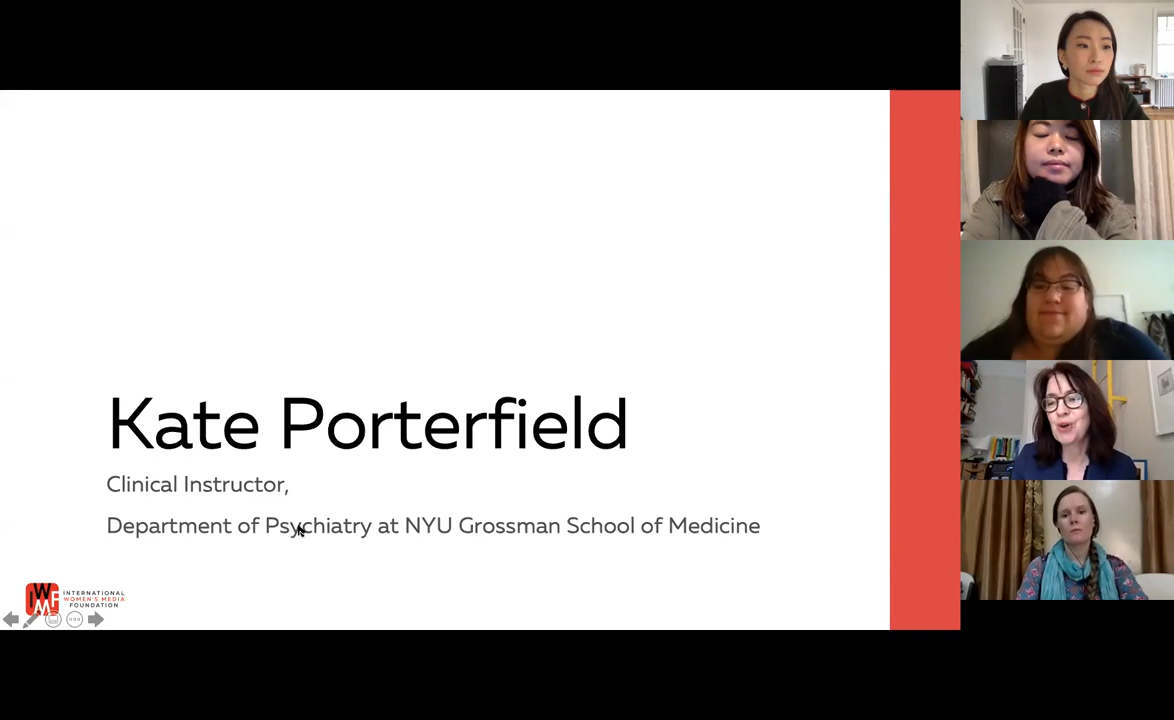 Kate Porterfield
Clinical Instructor,
Department of Psychiatry at NYU Grossman School of Medicine
IWMF
INTERNATIONAL
WOMEN'S MEDIA
FOUNDATION